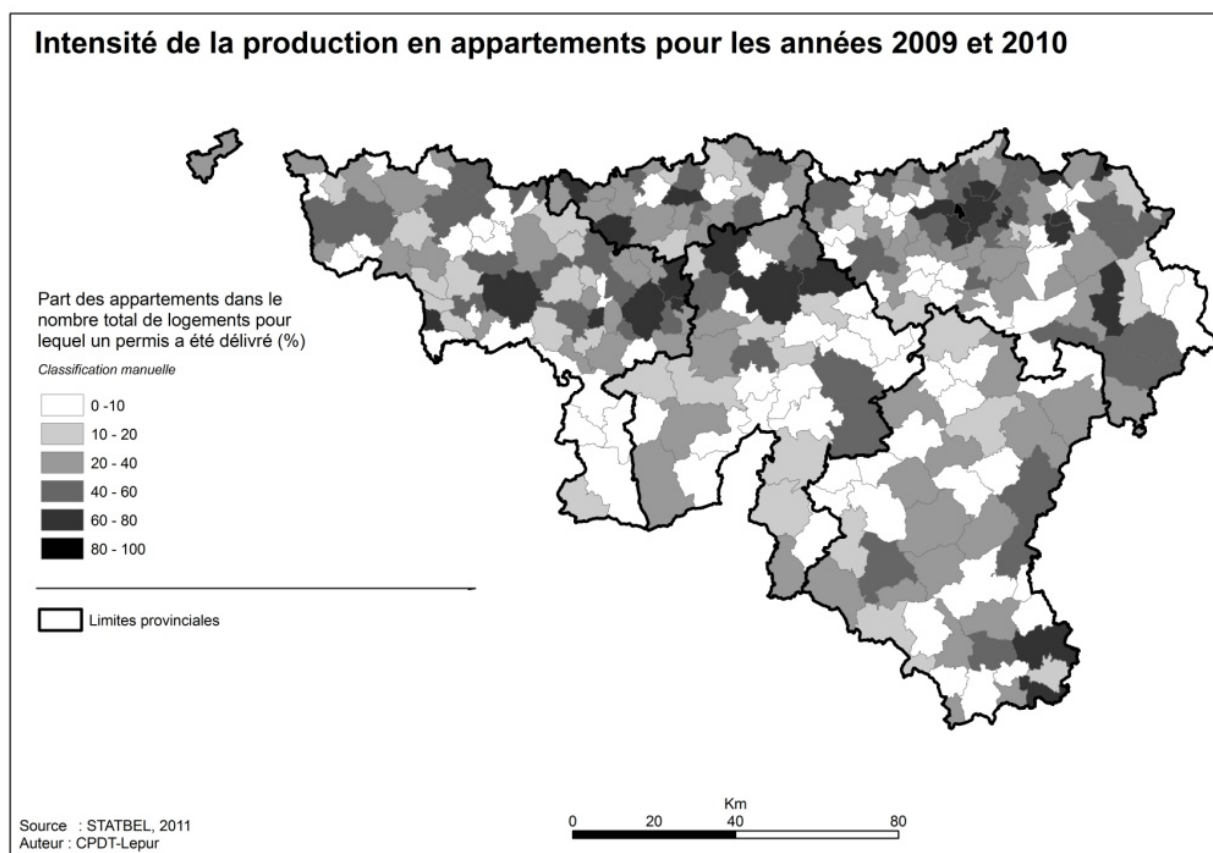 Intensité de la production en appartements pour les années 2009 et 2010
Part des appartements dans le
nombre total de logements pour
lequel un permis a été délivré (%)
Classification manuelle
0 -10
10 - 20
20 - 40
40 - 60
60 - 80
80 - 100
Limites provinciales
Km
0 20 40 80
Source : STATBEL, 2011
Auteur : CPDT-Lepur